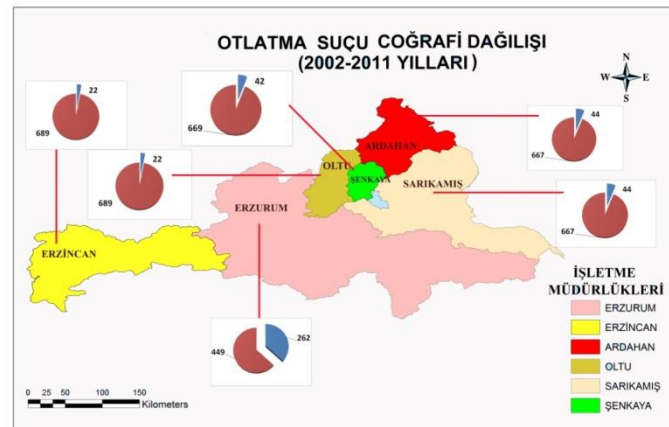 OTLATMA SUÇU COĞRAFİ DAĞILIŞI
(2002-2011 YILLARI)
N
W E
S
22
689
42
669
44
667
22
689
44
667
262
449
ARDAHAN
OLTU
ŞENKAYA
SARIKAMIŞ
ERZURUM
ERZİNCAN
İŞLETME
MÜDÜRLÜKLERİ
ERZURUM
ERZİNCAN
ARDAHAN
OLTU
SARIKAMIŞ
ŞENKAYA
0 25 50 100 150
Kilometers